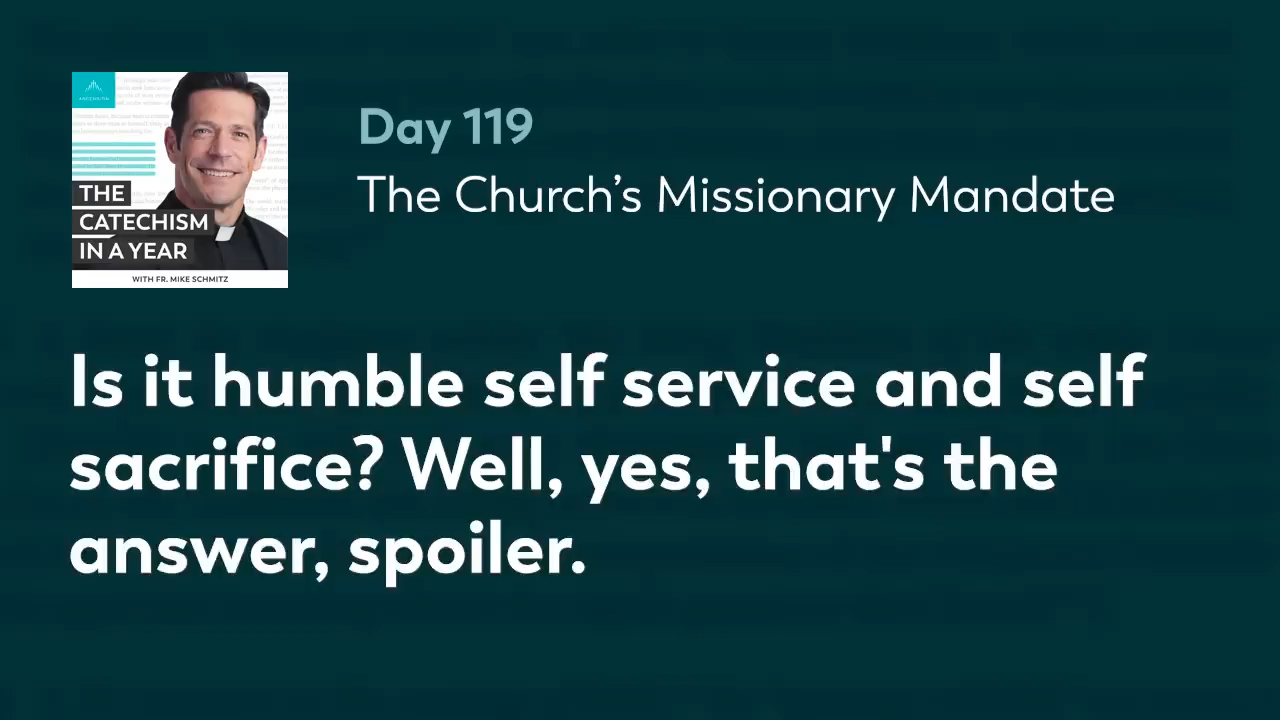 Day 119
The Church's Missionary Mandate
THE
CATECHISM
IN A YEAR
WITH FR. MIKE SCHMITZ
Is it humble self service and self
sacrifice? Well, yes, that's the
answer, spoiler.